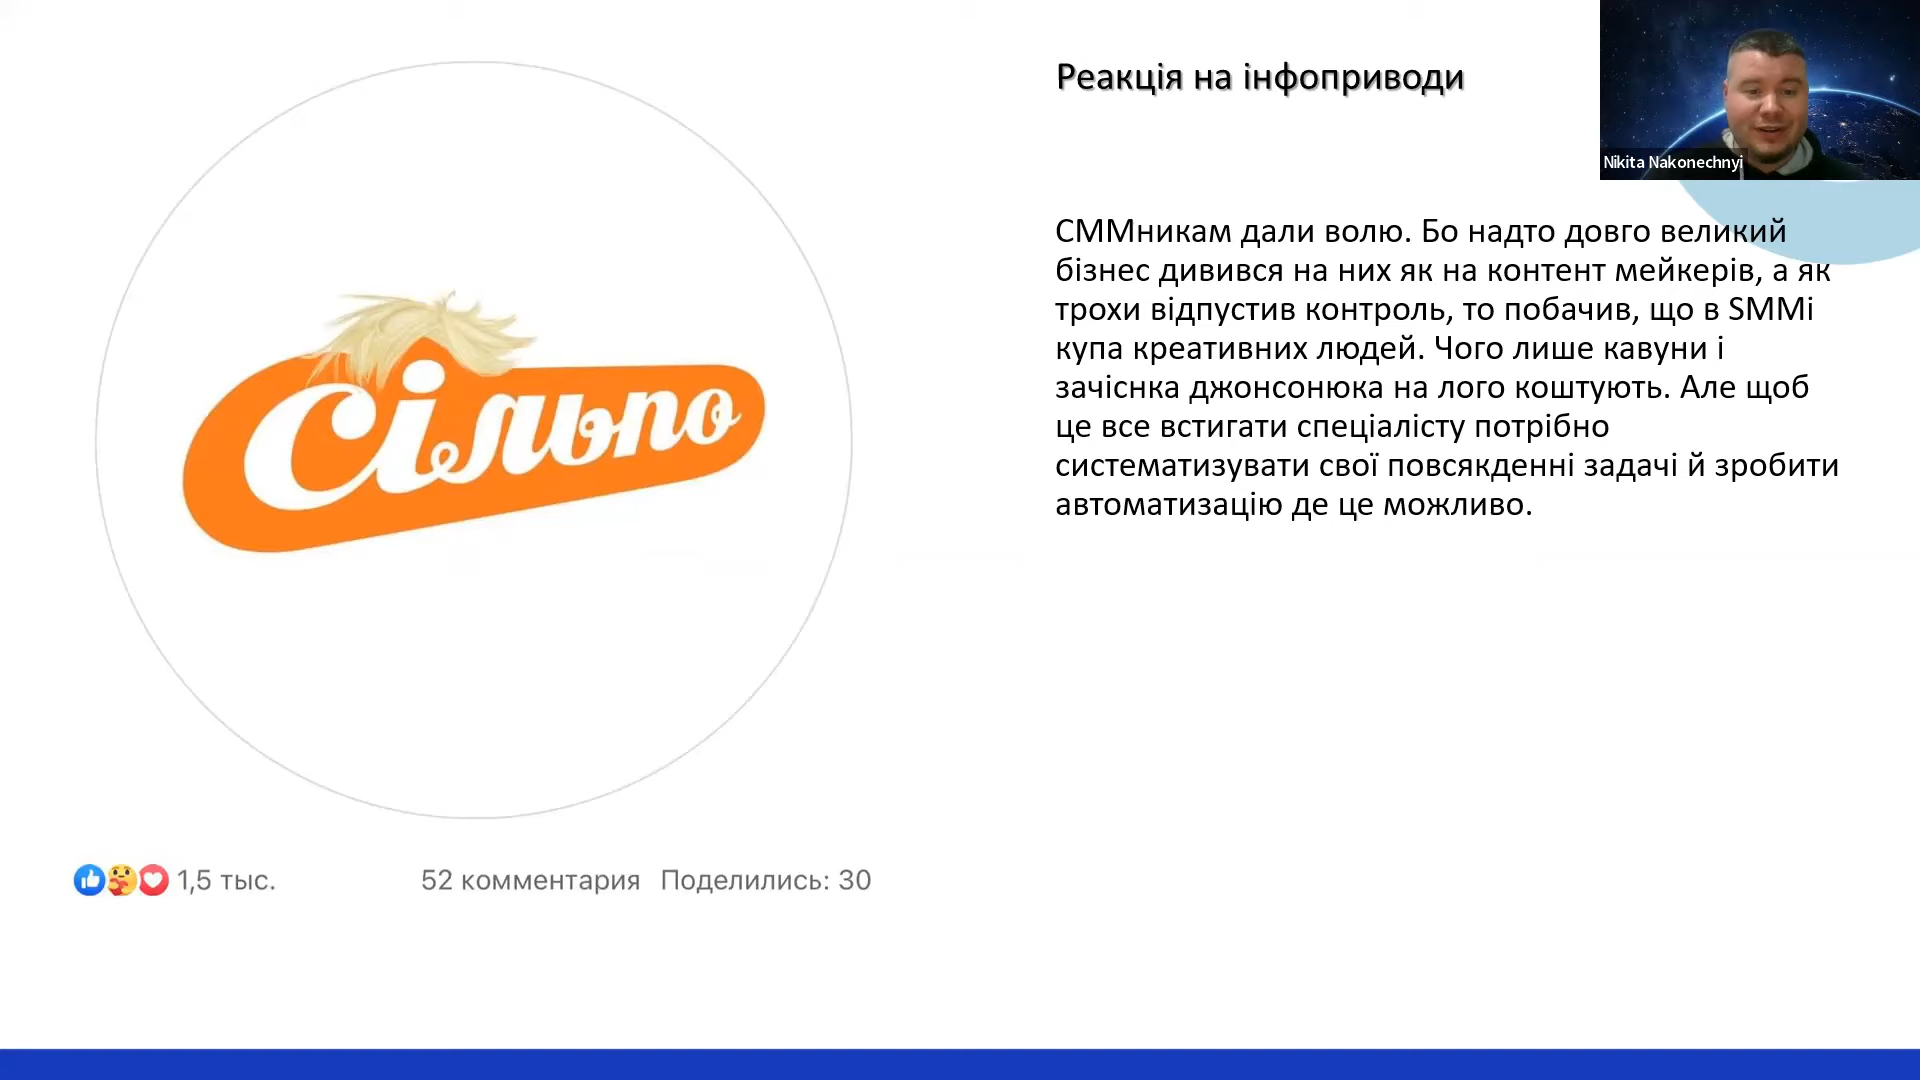 Реакція на інфоприводи
Nikita Nakonechnyi
СММникам дали волю. Бо надто довго великий
бізнес дивився на них як на контент мейкерів, а як
трохи відпустив контроль, то побачив, що в SMMі
купа креативних людей. Чого лише кавуни і
зачіснка джонсонюка на лого коштують. Але щоб
це все встигати спеціалісту потрібно
систематизувати свої повсякденні задачі й зробити
автоматизацію де це можливо.
Сільпо
1,5 тыс. 52 комментария Поделились: 30